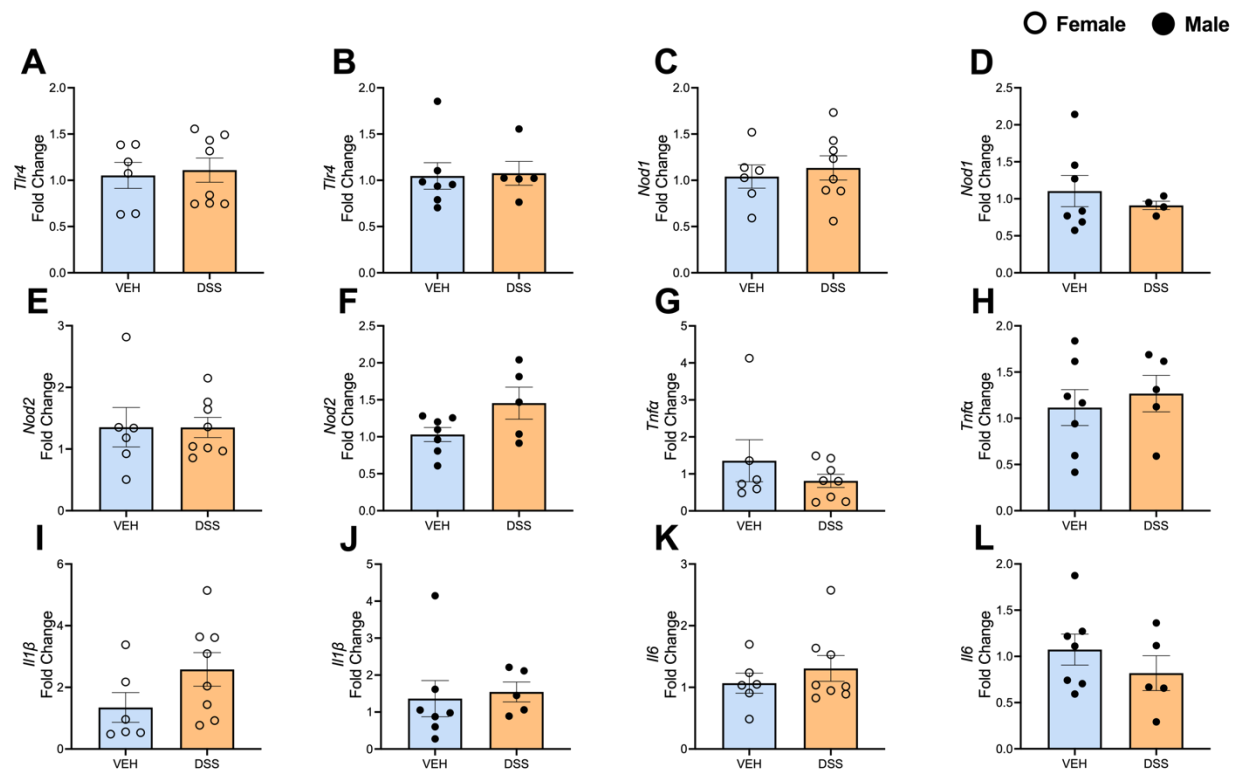 Female Male
A
Tlr4
Fold Change
2.0
1.5
1.0
0.5
0.0
VEH DSS
B
Tlr4
Fold Change
2.0
1.5
1.0
0.5
0.0
VEH DSS
C
Nod1
Fold Change
2.0
1.5
1.0
0.5
0.0
VEH DSS
D
Nod1
Fold Change
2.5
2.0
1.5
1.0
0.5
0.0
VEH DSS
E
Nod2
Fold Change
3
2
1
0
VEH DSS
F
Nod2
Fold Change
2.5
2.0
1.5
1.0
0.5
0.0
VEH DSS
G
Tnfα
Fold Change
5
4
3
2
1
0
VEH DSS
H
Tnfα
Fold Change
2.0
1.5
1.0
0.5
0.0
VEH DSS
I
Il1β
Fold Change
6
4
2
0
VEH DSS
J
Il1β
Fold Change
5
4
3
2
1
0
VEH DSS
K
Il6
Fold Change
3
2
1
0
VEH DSS
L
Il6
Fold Change
2.0
1.5
1.0
0.5
0.0
VEH DSS